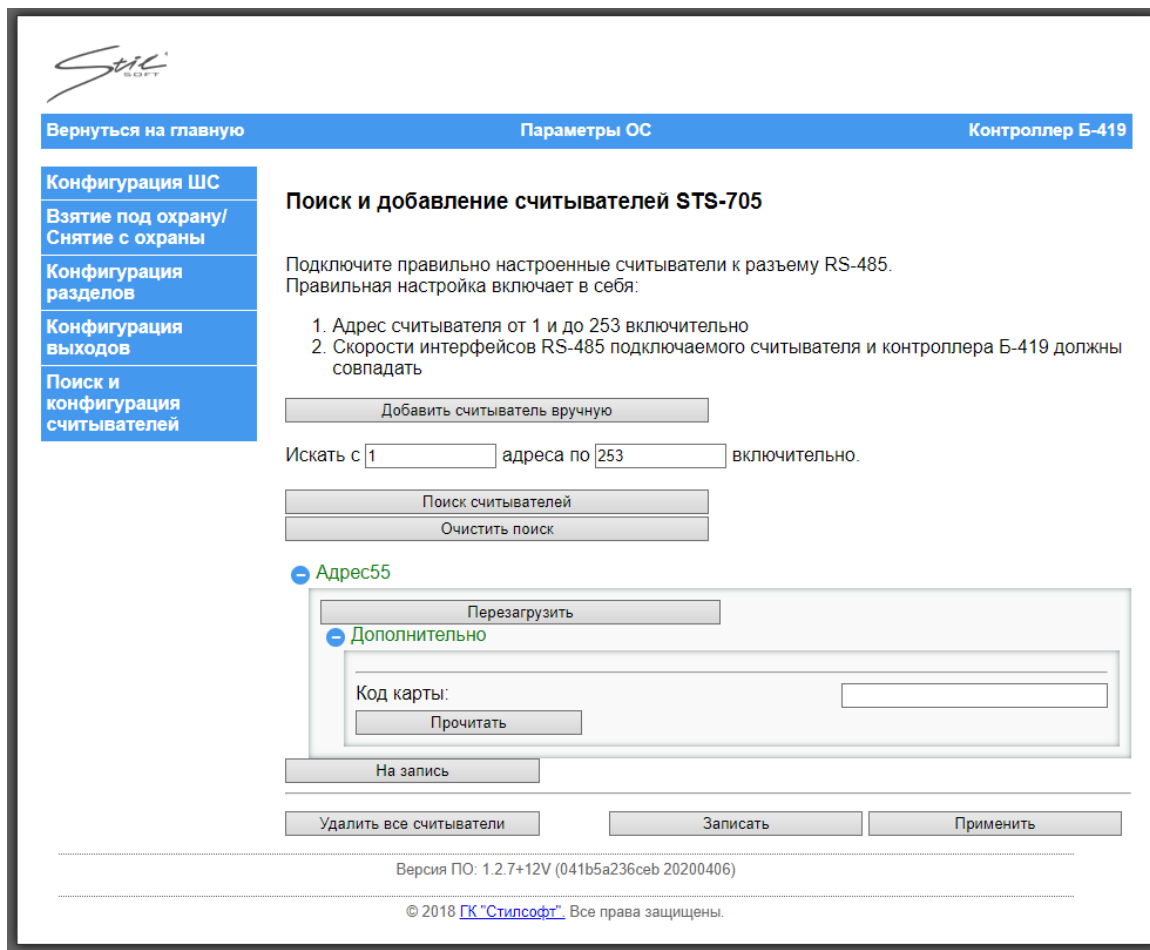 Stil
SOFT
Вернуться на главную Параметры ОС Контроллер Б-419
Конфигурация ШС
Взятие под охрану/
Снятие с охраны
Конфигурация
разделов
Конфигурация
выходов
Поиск и
конфигурация
считывателей
Поиск и добавление считывателей STS-705
Подключите правильно настроенные считыватели к разъему RS-485.
Правильная настройка включает в себя:
1. Адрес считывателя от 1 и до 253 включительно
2. Скорости интерфейсов RS-485 подключаемого считывателя и контроллера Б-419 должны
совпадать
Добавить считыватель вручную
Искать с 1 адреса по 253 включительно.
Поиск считывателей
Очистить поиск
Адрес55
Перезагрузить
Дополнительно
Код карты:
Прочитать
На запись
Удалить все считыватели Записать Применить
Версия ПО: 1.2.7+12V (041b5a236ceb 20200406)
© 2018 ГК "Стилсофт". Все права защищены.